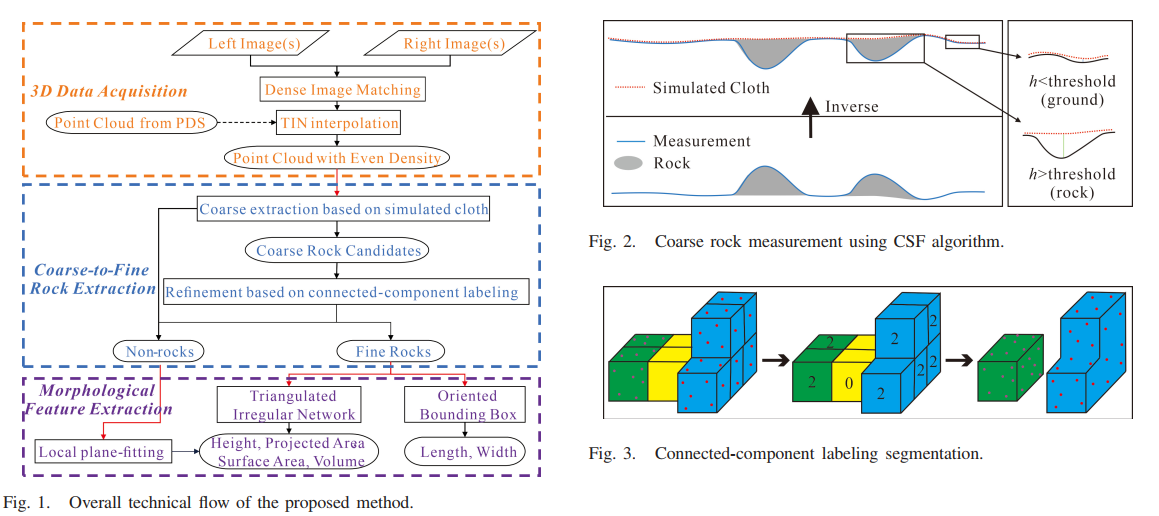 Left Image(s)
Right Image(s)
3D Data Acquisition
Dense Image Matching
Point Cloud from PDS
TIN interpolation
Point Cloud with Even Density
Coarse extraction based on simulated cloth
Coarse Rock Candidates
Coarse-to-Fine
Rock Extraction
Refinement based on connected-component labeling
Non-rocks
Fine Rocks
Morphological
Feature Extraction
Triangulated
Irregular Network
Oriented
Bounding Box
Local plane-fitting
Height, Projected Area
Surface Area, Volume
Length, Width
Fig. 1. Overall technical flow of the proposed method.
Simulated Cloth
Inverse
Measurement
Rock
h<threshold
(ground)
h>threshold
(rock)
Fig. 2. Coarse rock measurement using CSF algorithm.
2
2
0
2
2
2
2
2
Fig. 3. Connected-component labeling segmentation.